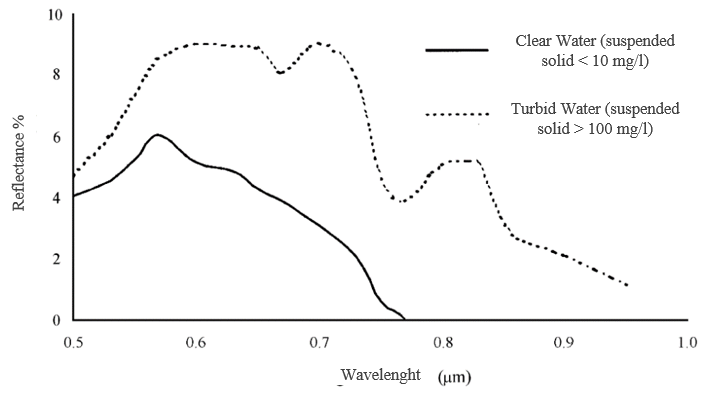 10
8
6
4
2
0
Reflectance %
Clear Water (suspended
solid < 10 mg/l)
Turbid Water (suspended
solid > 100 mg/l)
0.5 0.6 0.7 0.8 0.9 1.0
Wavelenght (μm)